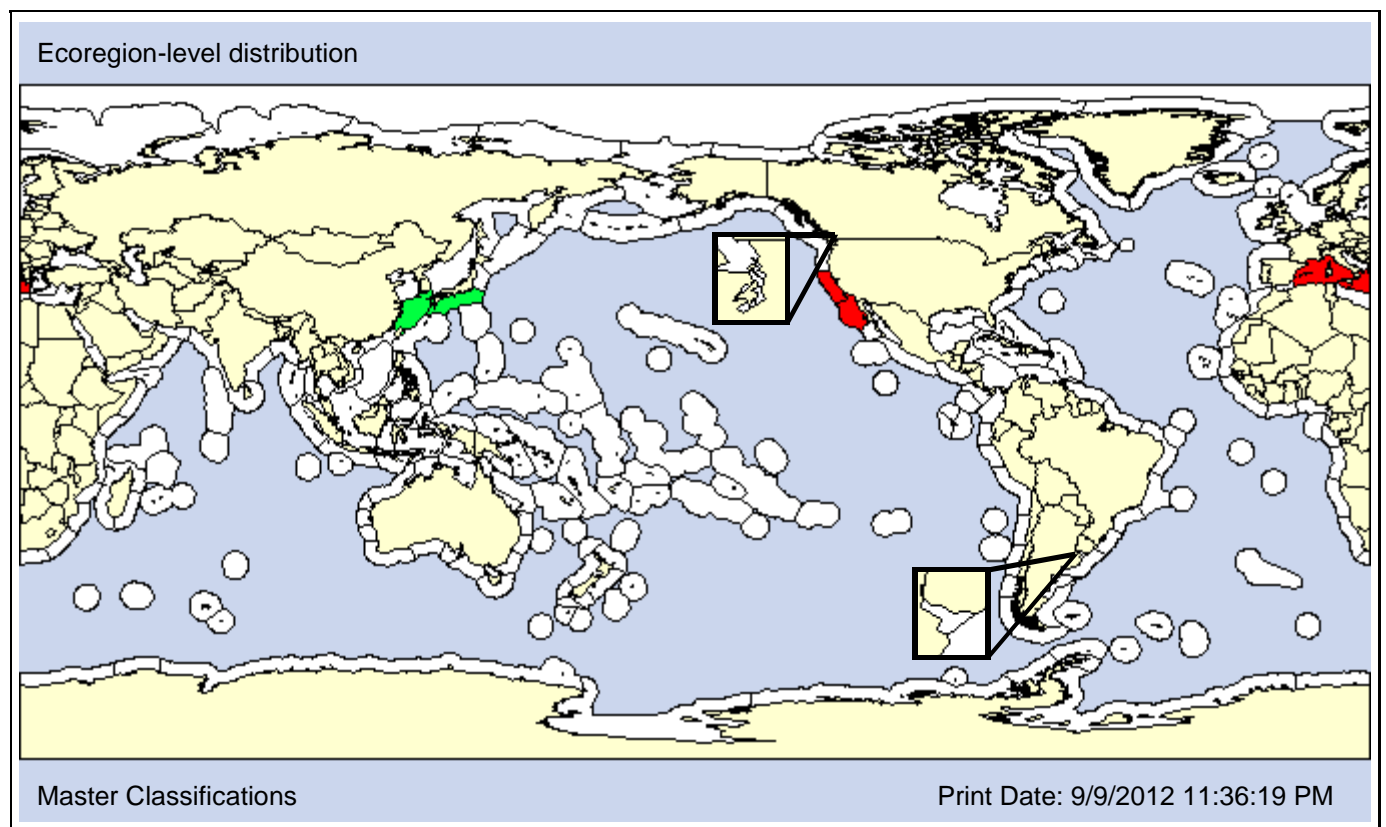 Ecoregion-level distribution
Master Classifications
Print Date: 9/9/2012 11:36:19 PM